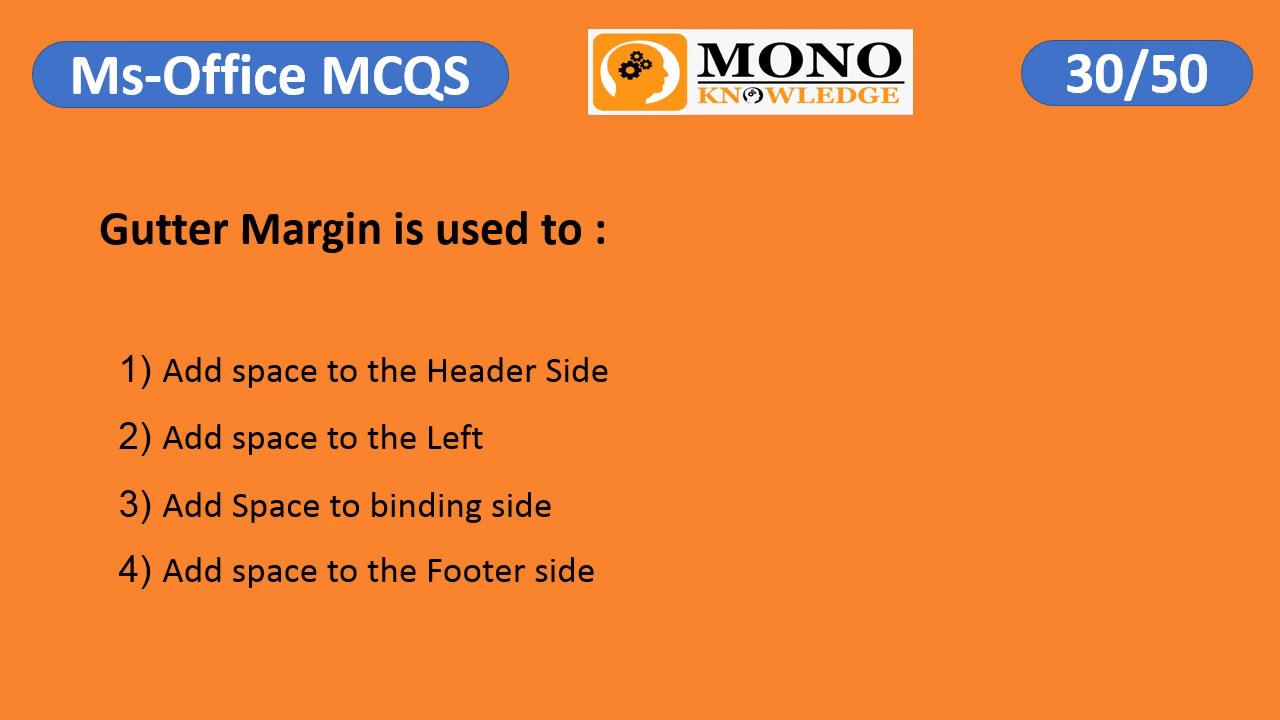 Ms-Office MCQS
MONO
KNOWLEDGE
30/50
Gutter Margin is used to :
1) Add space to the Header Side
2) Add space to the Left
3) Add Space to binding side
4) Add space to the Footer side